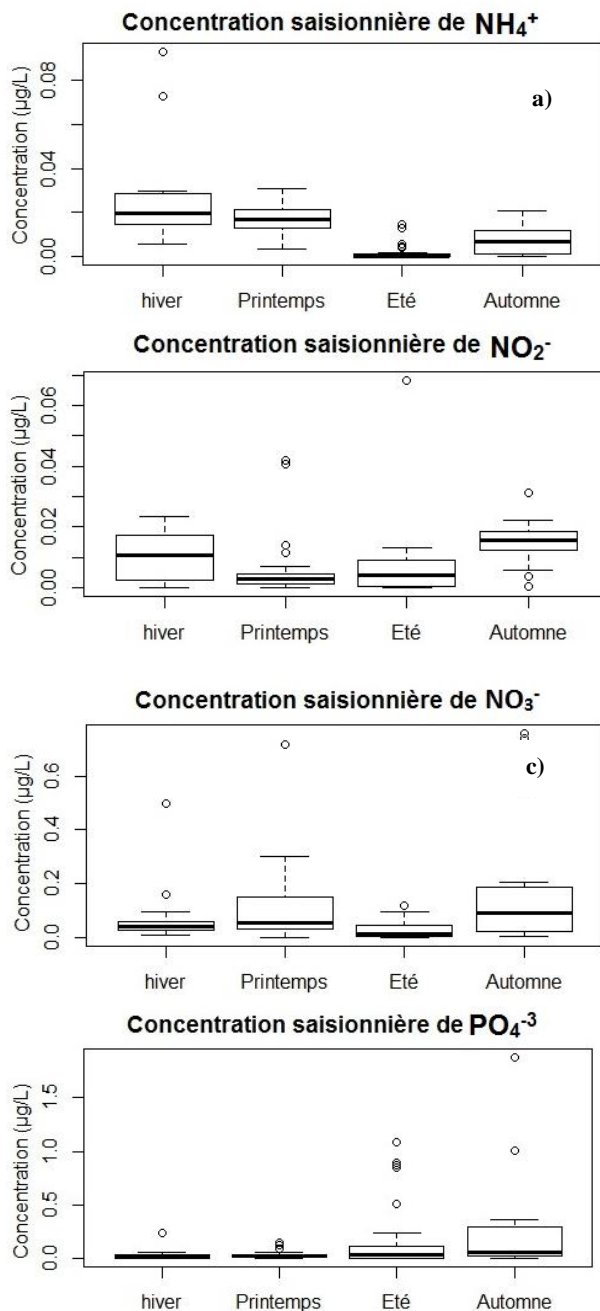 Concentration saisionnière de NH₄⁺
a)
Concentration (µg/L)
0.08
0.04
0.00
hiver Printemps Eté Automne
Concentration saisionnière de NO₂⁻
Concentration (µg/L)
0.06
0.04
0.02
0.00
hiver Printemps Eté Automne
Concentration saisionnière de NO₃⁻
c)
Concentration (µg/L)
0.6
0.4
0.2
0.0
hiver Printemps Eté Automne
Concentration saisionnière de PO₄⁻³
Concentration (µg/L)
1.5
1.0
0.5
0.0
hiver Printemps Eté Automne